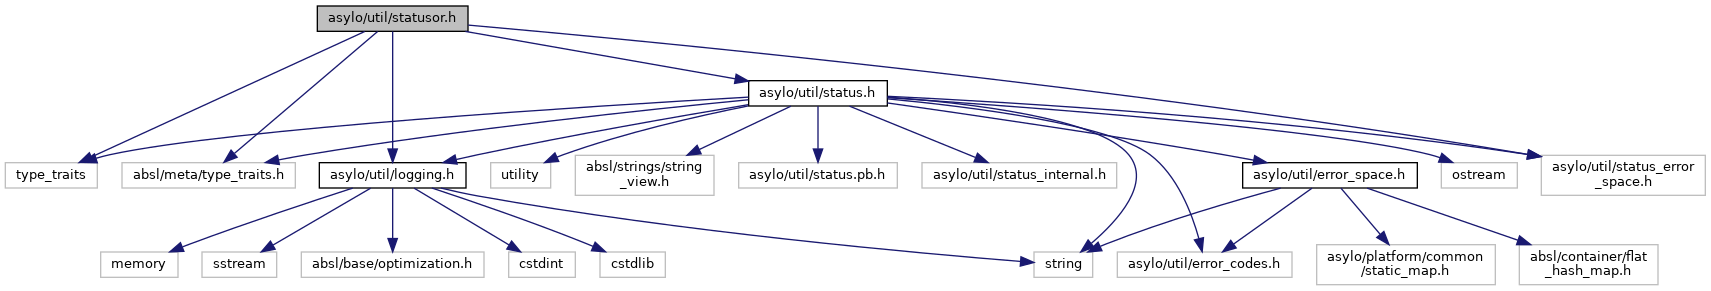 asylo/util/statusor.h
asylo/util/status.h
type_traits
absl/meta/type_traits.h
asylo/util/logging.h
utility
absl/strings/string
_view.h
asylo/util/status.pb.h
asylo/util/status_internal.h
asylo/util/error_space.h
ostream
asylo/util/status_error
_space.h
memory
sstream
absl/base/optimization.h
cstdint
cstdlib
string
asylo/util/error_codes.h
asylo/platform/common
/static_map.h
absl/container/flat
_hash_map.h